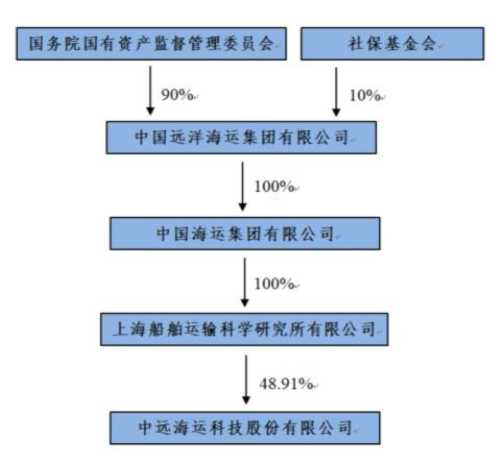 国务院国有资产监督管理委员会
社保基金会
90%
10%
中国远洋海运集团有限公司
100%
中国海运集团有限公司
100%
上海船舶运输科学研究所有限公司
48.91%
中远海运科技股份有限公司